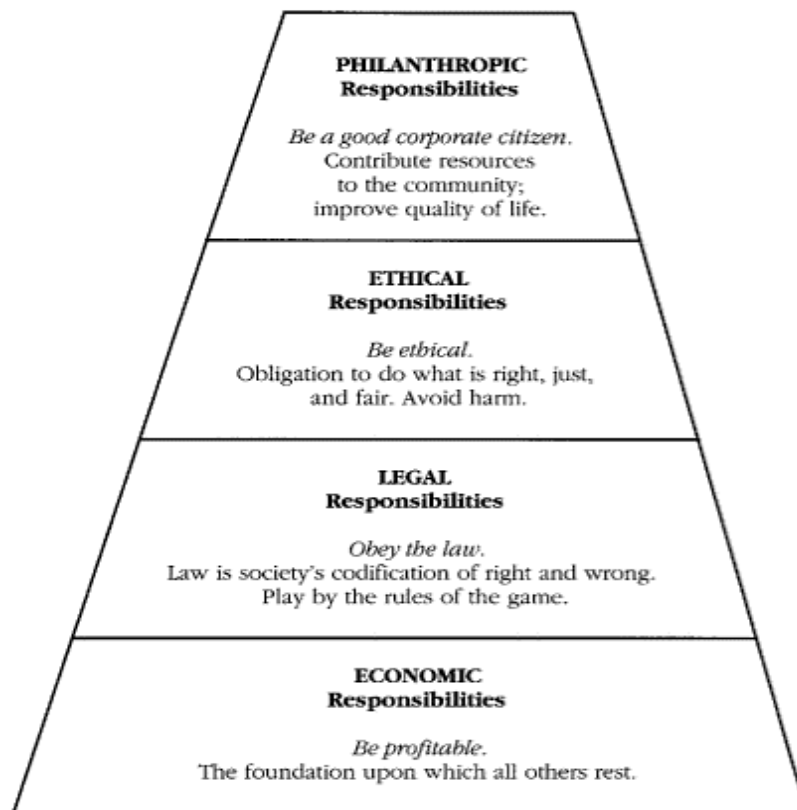 PHILANTHROPIC
Responsibilities
Be a good corporate citizen.
Contribute resources
to the community;
improve quality of life.
ETHICAL
Responsibilities
Be ethical.
Obligation to do what is right, just,
and fair. Avoid harm.
LEGAL
Responsibilities
Obey the law.
Law is society's codification of right and wrong.
Play by the rules of the game.
ECONOMIC
Responsibilities
Be profitable.
The foundation upon which all others rest.